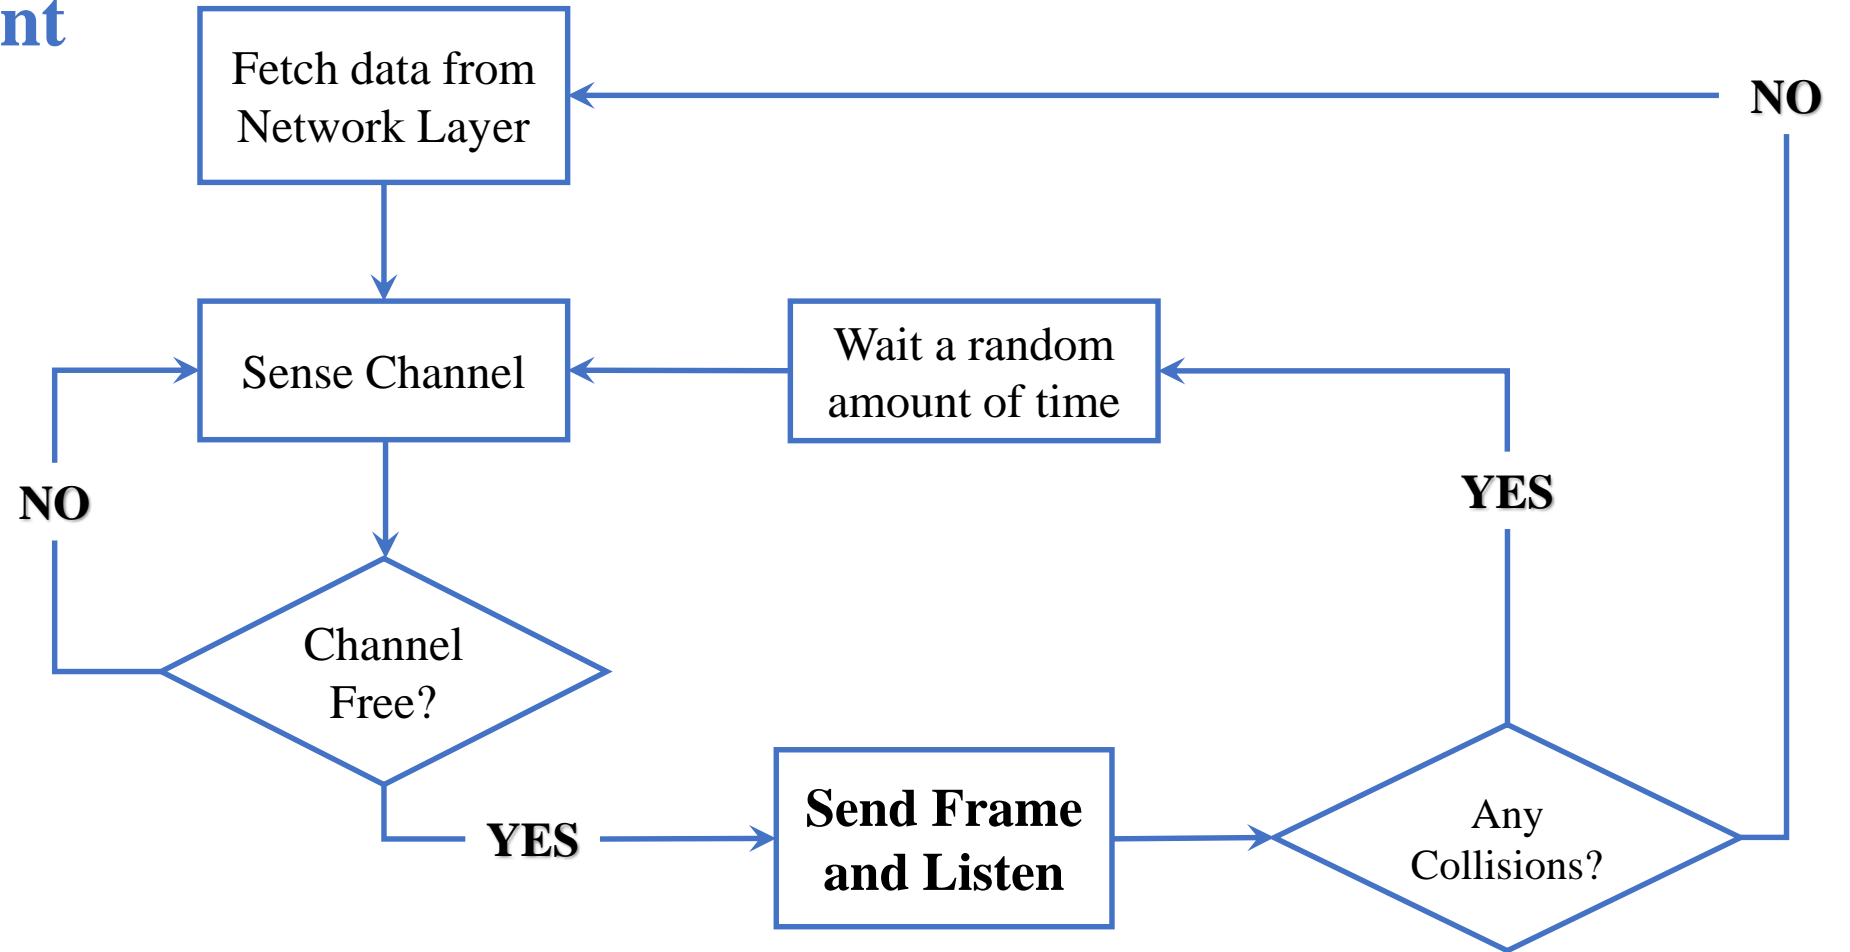 nt
Fetch data from
Network Layer
NO
Sense Channel
Wait a random
amount of time
NO
YES
Channel
Free?
YES
Send Frame
and Listen
Any
Collisions?